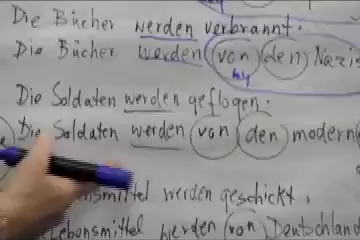 Die Bücher werden verbrannt.
Die Bücher werden von den Nazis
by
Die Soldaten werden geflogen.
Die Soldaten werden von den modern
nsmittel werden geschickt,
Lebensmittel werden von Deutschland